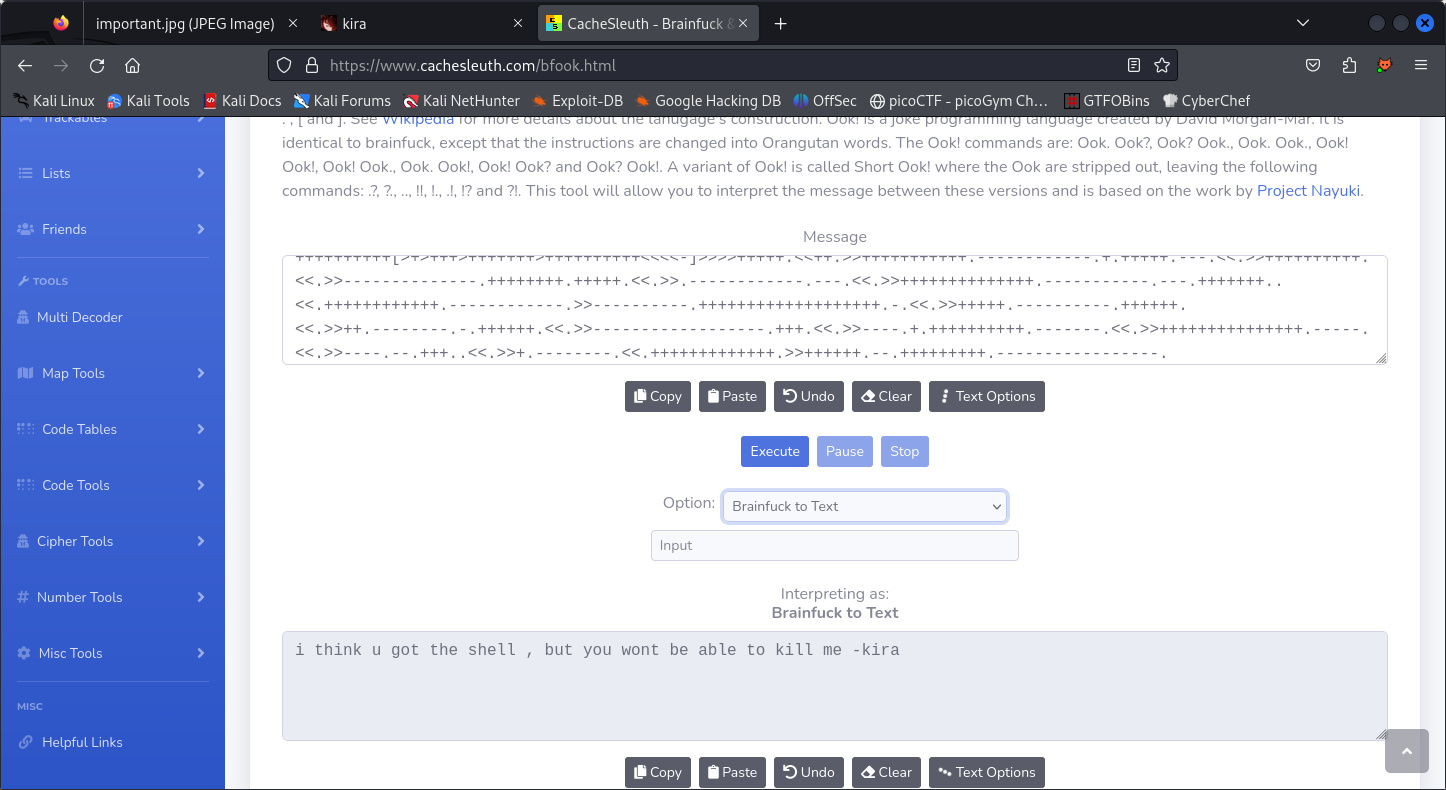 important.jpg (JPEG Image)
kira
CacheSleuth - Brainfuck &
https://www.cachesleuth.com/bfook.html
Kali Linux
Kali Tools
Kali Docs
Kali Forums
Kali NetHunter
Exploit-DB
Google Hacking DB
OffSec
picoCTF - picoGym Ch…
GTFOBins
CyberChef
Trackables
Lists
Friends
TOOLS
Multi Decoder
Map Tools
Code Tables
Code Tools
Cipher Tools
Number Tools
Misc Tools
MISC
Helpful Links
. , [ and ]. See Wikipedia for more details about the lanugage's construction. Ook! is a joke programming language created by David Morgan-Mar. It is
identical to brainfuck, except that the instructions are changed into Orangutan words. The Ook! commands are: Ook. Ook?, Ook? Ook., Ook. Ook., Ook!
Ook!, Ook! Ook., Ook. Ook!, Ook! Ook? and Ook? Ook!. A variant of Ook! is called Short Ook! where the Ook are stripped out, leaving the following
commands: .?, ?., .., !!, !., .!, !? and ?!. This tool will allow you to interpret the message between these versions and is based on the work by Project Nayuki.
Message
++++++++++[>+>+++>+++++++>++++++++++<<<<-]>>>>+++++.<<++.>>+++++++++++.------------.+.+++++.---.<<.>>++++++++++.
<<.>>--------------.++++++++.+++++.<<.>>.------------.---.<<.>>++++++++++++++.-----------.---.+++++++..
<<.++++++++++++.------------.>>----------.+++++++++++++++++++.-.<<.>>+++++.----------.++++++.
<<.>>++.--------.-.++++++.<<.>>------------------.+++.<<.>>----.+.++++++++++.-------.<<.>>+++++++++++++++.-----.
<<.>>----.--.+++..<<.>>+.--------.<<.+++++++++++++.>>++++++.--.+++++++++.-----------------.
Copy
Paste
Undo
Clear
Text Options
Execute
Pause
Stop
Option:
Brainfuck to Text
Input
Interpreting as:
Brainfuck to Text
i think u got the shell , but you wont be able to kill me -kira
Copy
Paste
Undo
Clear
Text Options